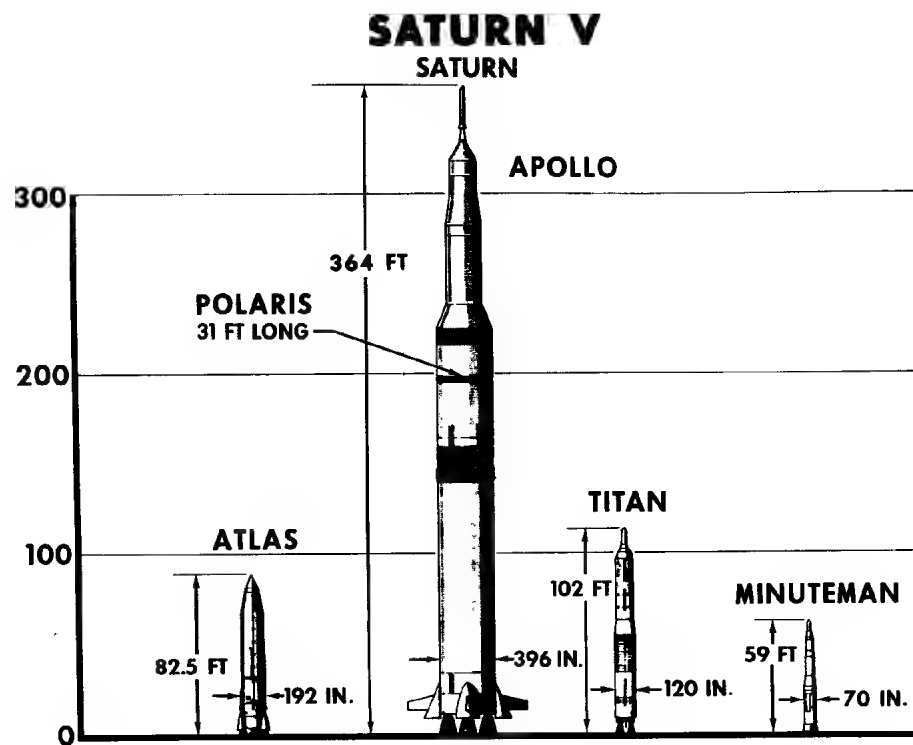 SATURN V
SATURN
APOLLO
300
364 FT
POLARIS
31 FT LONG
200
TITAN
ATLAS
100
102 FT
MINUTEMAN
82.5 FT
396 IN.
59 FT
192 IN.
120 IN.
70 IN.
0